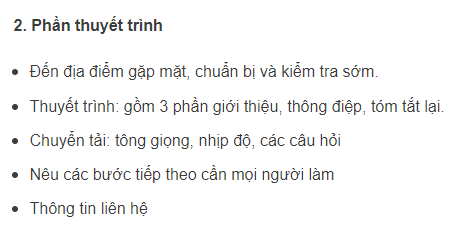 2. Phần thuyết trình
• Đến địa điểm gặp mặt, chuẩn bị và kiểm tra sớm.
• Thuyết trình: gồm 3 phần giới thiệu, thông điệp, tóm tắt lại.
• Chuyển tải: tông giọng, nhịp độ, các câu hỏi
• Nêu các bước tiếp theo cần mọi người làm
• Thông tin liên hệ